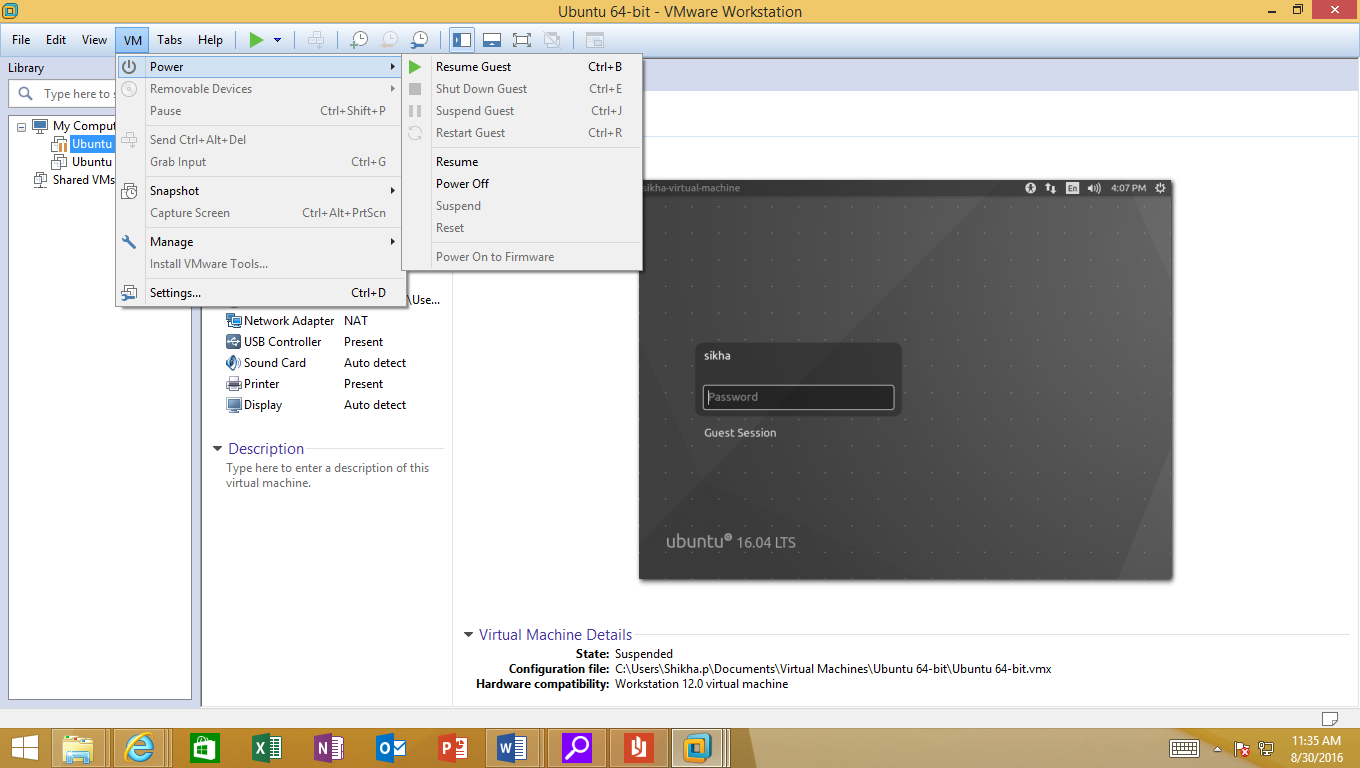 Ubuntu 64-bit - VMware Workstation
File Edit View VM Tabs Help
Library
Type here to s
My Comput
Ubuntu
Ubuntu
Shared VMs
Power
Removable Devices
Pause Ctrl+Shift+P
Send Ctrl+Alt+Del
Grab Input Ctrl+G
Snapshot
Capture Screen Ctrl+Alt+PrtScn
Manage
Install VMware Tools...
Settings... Ctrl+D
Resume Guest Ctrl+B
Shut Down Guest Ctrl+E
Suspend Guest Ctrl+J
Restart Guest Ctrl+R
Resume
Power Off
Suspend
Reset
Power On to Firmware
\Use...
Network Adapter NAT
USB Controller Present
Sound Card Auto detect
Printer Present
Display Auto detect
Description
Type here to enter a description of this
virtual machine.
sikha-virtual-machine En 4:07 PM
sikha
Password
Guest Session
ubuntu® 16.04 LTS
Virtual Machine Details
State: Suspended
Configuration file: C:\Users\Shikha.p\Documents\Virtual Machines\Ubuntu 64-bit\Ubuntu 64-bit.vmx
Hardware compatibility: Workstation 12.0 virtual machine
11:35 AM
8/30/2016